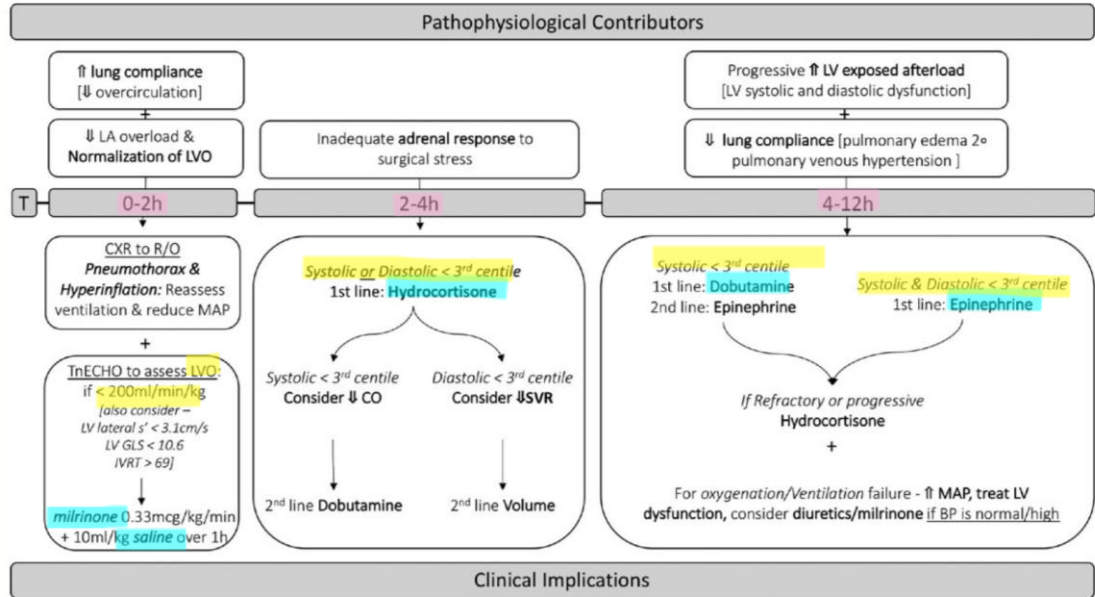 Pathophysiological Contributors
⇑ lung compliance
[⇓ overcirculation]
+
⇓ LA overload &
Normalization of LVO
Inadequate adrenal response to
surgical stress
Progressive ⇑ LV exposed afterload
[LV systolic and diastolic dysfunction]
+
⇓ lung compliance [pulmonary edema 2∘
pulmonary venous hypertension ]
T
0-2h
2-4h
4-12h
CXR to R/O
Pneumothorax &
Hyperinflation: Reassess
ventilation & reduce MAP
+
TnECHO to assess LVO:
if < 200ml/min/kg
[also consider –
LV lateral s’ < 3.1cm/s
LV GLS < 10.6
IVRT > 69]
milrinone 0.33mcg/kg/min
+ 10ml/kg saline over 1h
Systolic or Diastolic < 3rd centile
1st line: Hydrocortisone
Systolic < 3rd centile
Consider ⇓ CO
2nd line Dobutamine
Diastolic < 3rd centile
Consider ⇓SVR
2nd line Volume
Systolic < 3rd centile
1st line: Dobutamine
2nd line: Epinephrine
Systolic & Diastolic < 3rd centile
1st line: Epinephrine
If Refractory or progressive
Hydrocortisone
+
For oxygenation/Ventilation failure - ⇑ MAP, treat LV
dysfunction, consider diuretics/milrinone if BP is normal/high
Clinical Implications